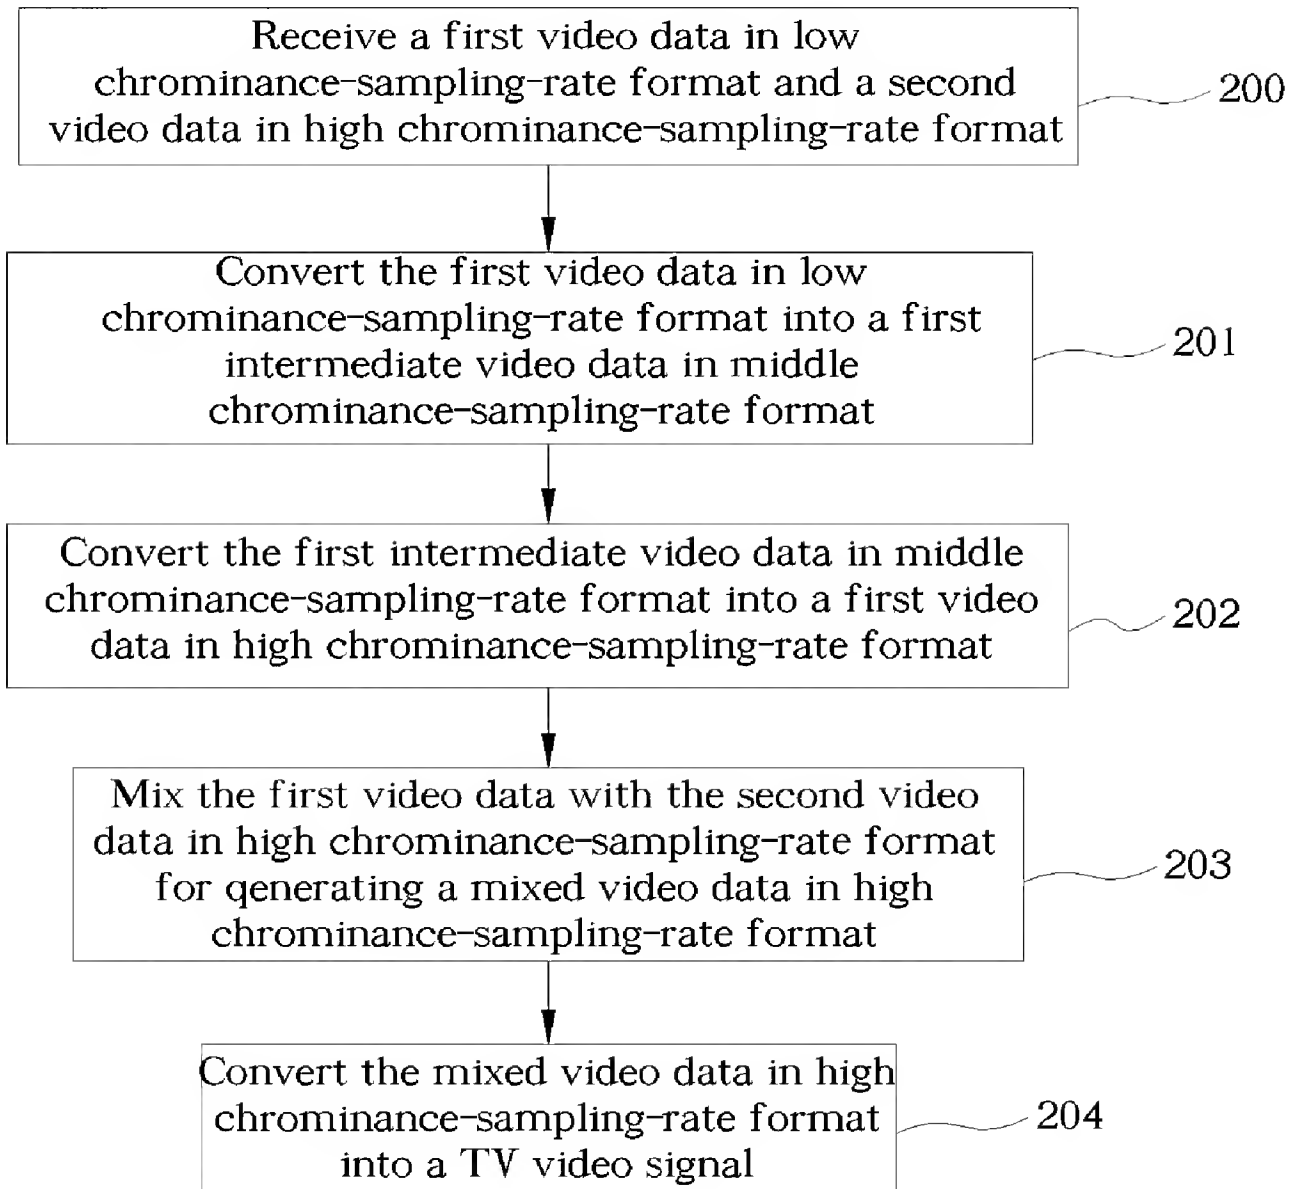 Receive a first video data in low
chrominance-sampling-rate format and a second
video data in high chrominance-sampling-rate format
200
Convert the first video data in low
chrominance-sampling-rate format into a first
intermediate video data in middle
chrominance-sampling-rate format
201
Convert the first intermediate video data in middle
chrominance-sampling-rate format into a first video
data in high chrominance-sampling-rate format
202
Mix the first video data with the second video
data in high chrominance-sampling-rate format
for qenerating a mixed video data in high
chrominance-sampling-rate format
203
Convert the mixed video data in high
chrominance-sampling-rate format
into a TV video signal
204